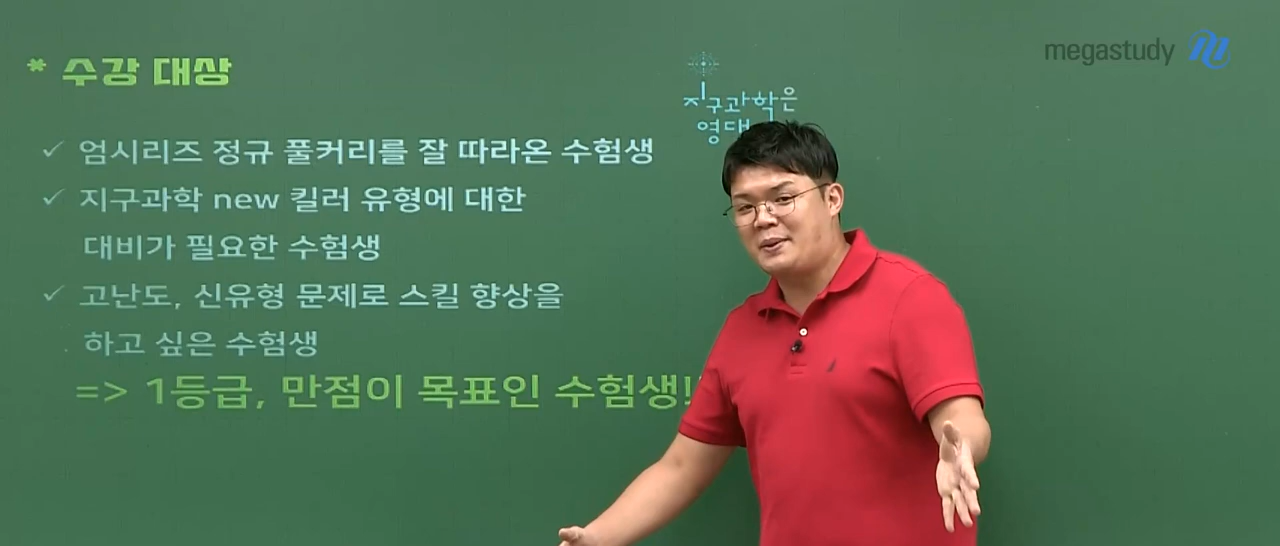 * 수강 대상
megastudy
지구과학은
영대
✓ 엄시리즈 정규 풀커리를 잘 따라온 수험생
✓ 지구과학 new 킬러 유형에 대한
대비가 필요한 수험생
✓ 고난도, 신유형 문제로 스킬 향상을
하고 싶은 수험생
=> 1등급, 만점이 목표인 수험생!